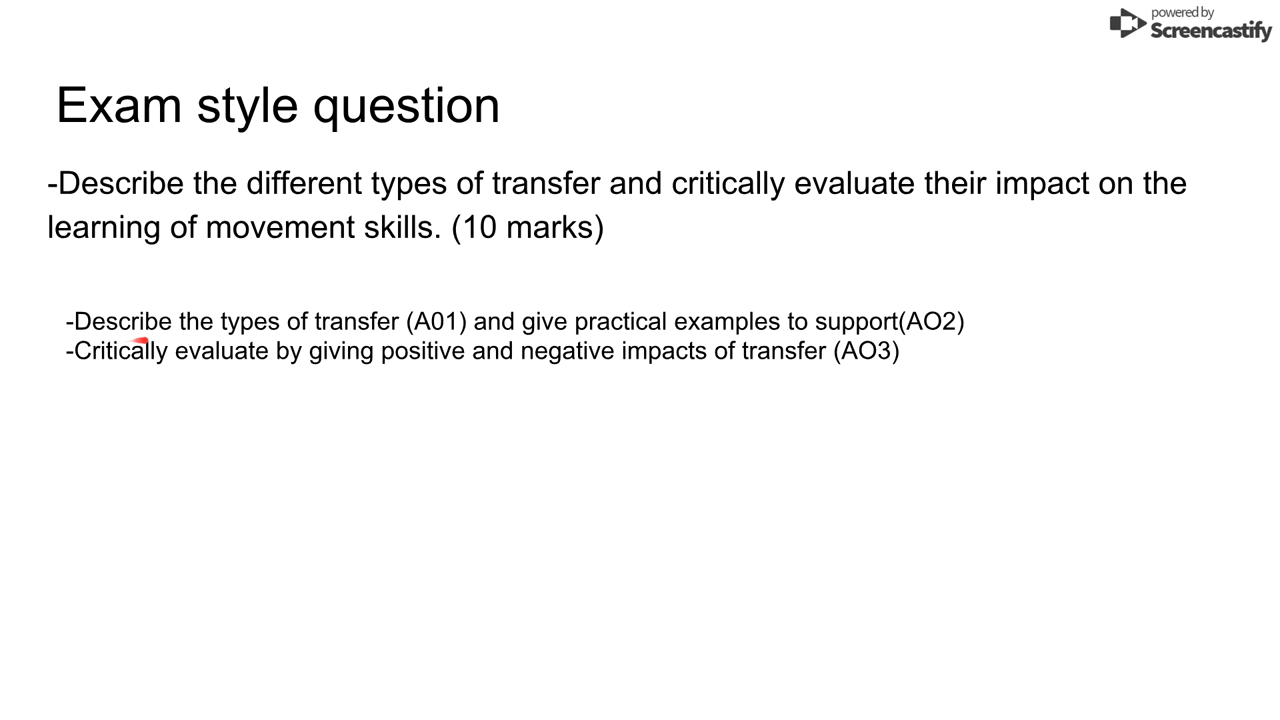 powered by
Screencastify
Exam style question
-Describe the different types of transfer and critically evaluate their impact on the
learning of movement skills. (10 marks)
-Describe the types of transfer (A01) and give practical examples to support(AO2)
-Critically evaluate by giving positive and negative impacts of transfer (AO3)